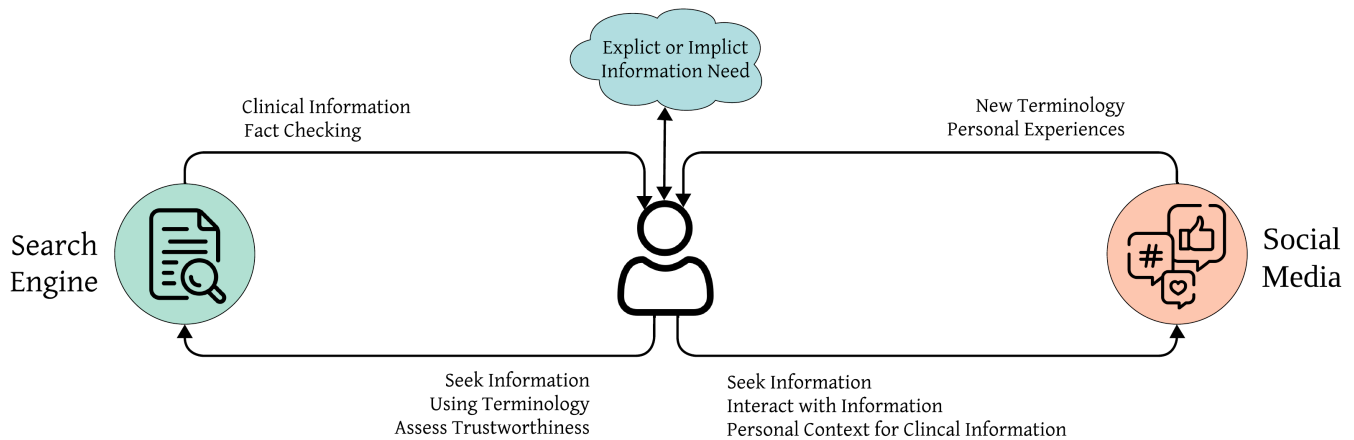 Explict or Implict
Information Need
Clinical Information
Fact Checking
New Terminology
Personal Experiences
Search
Engine
#
Social
Media
Seek Information
Using Terminology
Assess Trustworthiness
Seek Information
Interact with Information
Personal Context for Clincal Information